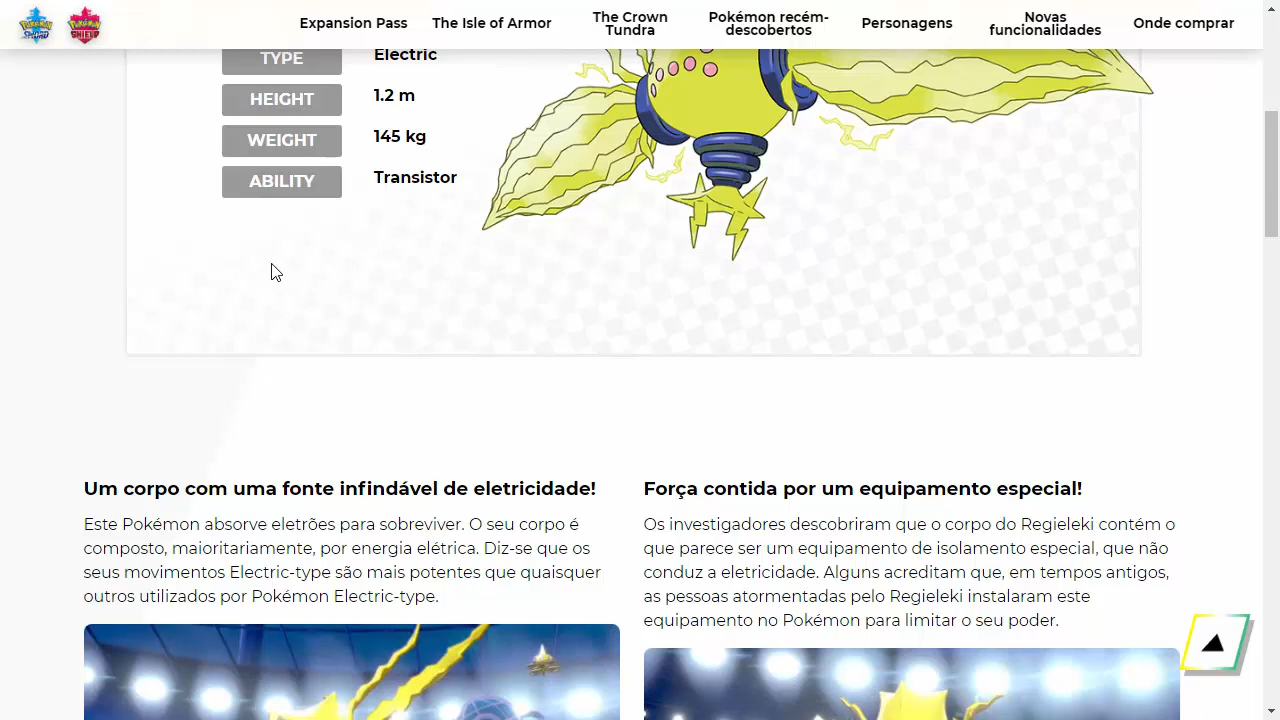 Expansion Pass
The Isle of Armor
The Crown
Tundra
Pokémon recém-
descobertos
Personagens
Novas
funcionalidades
Onde comprar
TYPE Electric
HEIGHT 1.2 m
WEIGHT 145 kg
ABILITY Transistor
Um corpo com uma fonte infindável de eletricidade!
Este Pokémon absorve eletrões para sobreviver. O seu corpo é
composto, maioritariamente, por energia elétrica. Diz-se que os
seus movimentos Electric-type são mais potentes que quaisquer
outros utilizados por Pokémon Electric-type.
Força contida por um equipamento especial!
Os investigadores descobriram que o corpo do Regieleki contém o
que parece ser um equipamento de isolamento especial, que não
conduz a eletricidade. Alguns acreditam que, em tempos antigos,
as pessoas atormentadas pelo Regieleki instalaram este
equipamento no Pokémon para limitar o seu poder.